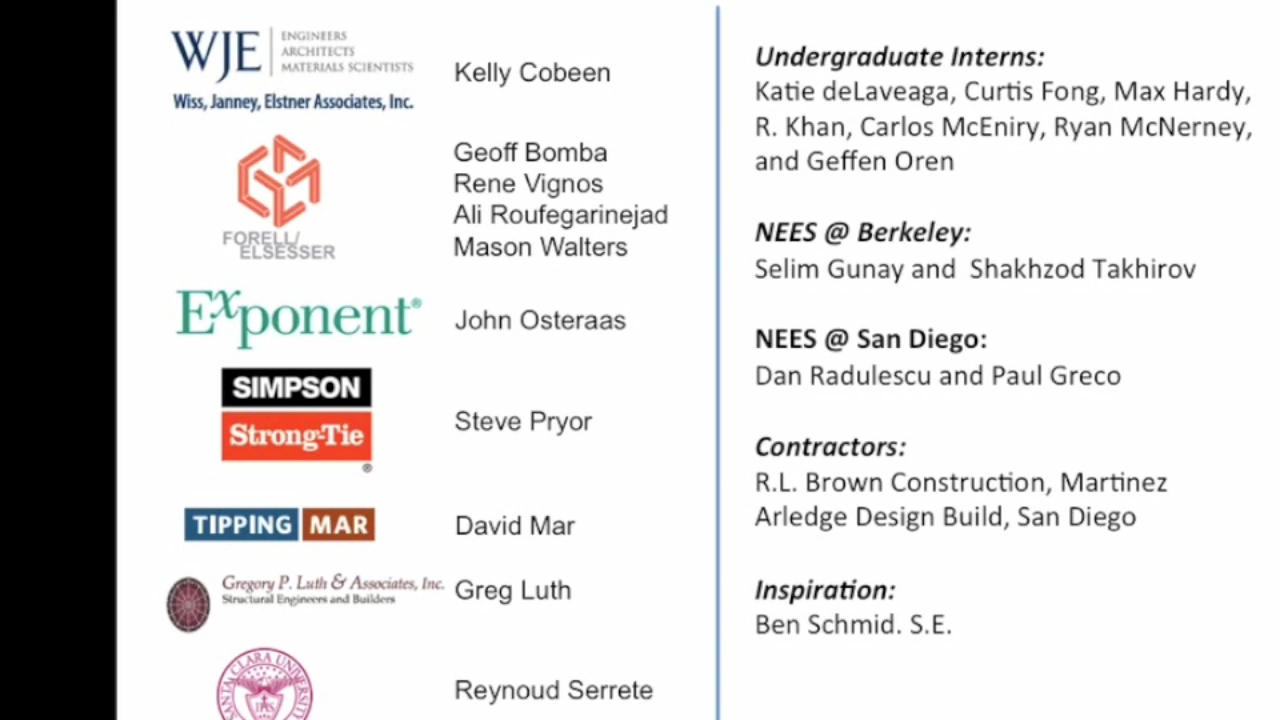 WJE
ENGINEERS
ARCHITECTS
MATERIALS SCIENTISTS
Wiss, Janney, Elstner Associates, Inc.
Kelly Cobeen
FORELL/
ELSESSER
Geoff Bomba
Rene Vignos
Ali Roufegarinejad
Mason Walters
Exponent®
John Osteraas
SIMPSON
Strong-Tie
®
Steve Pryor
TIPPING MAR
David Mar
Gregory P. Luth & Associates, Inc.
Structural Engineers and Builders
Greg Luth
SANTA CLARA UNIVERSITY
Reynoud Serrete
Undergraduate Interns:
Katie deLaveaga, Curtis Fong, Max Hardy,
R. Khan, Carlos McEniry, Ryan McNerney,
and Geffen Oren
NEES @ Berkeley:
Selim Gunay and  Shakhzod Takhirov
NEES @ San Diego:
Dan Radulescu and Paul Greco
Contractors:
R.L. Brown Construction, Martinez
Arledge Design Build, San Diego
Inspiration:
Ben Schmid. S.E.